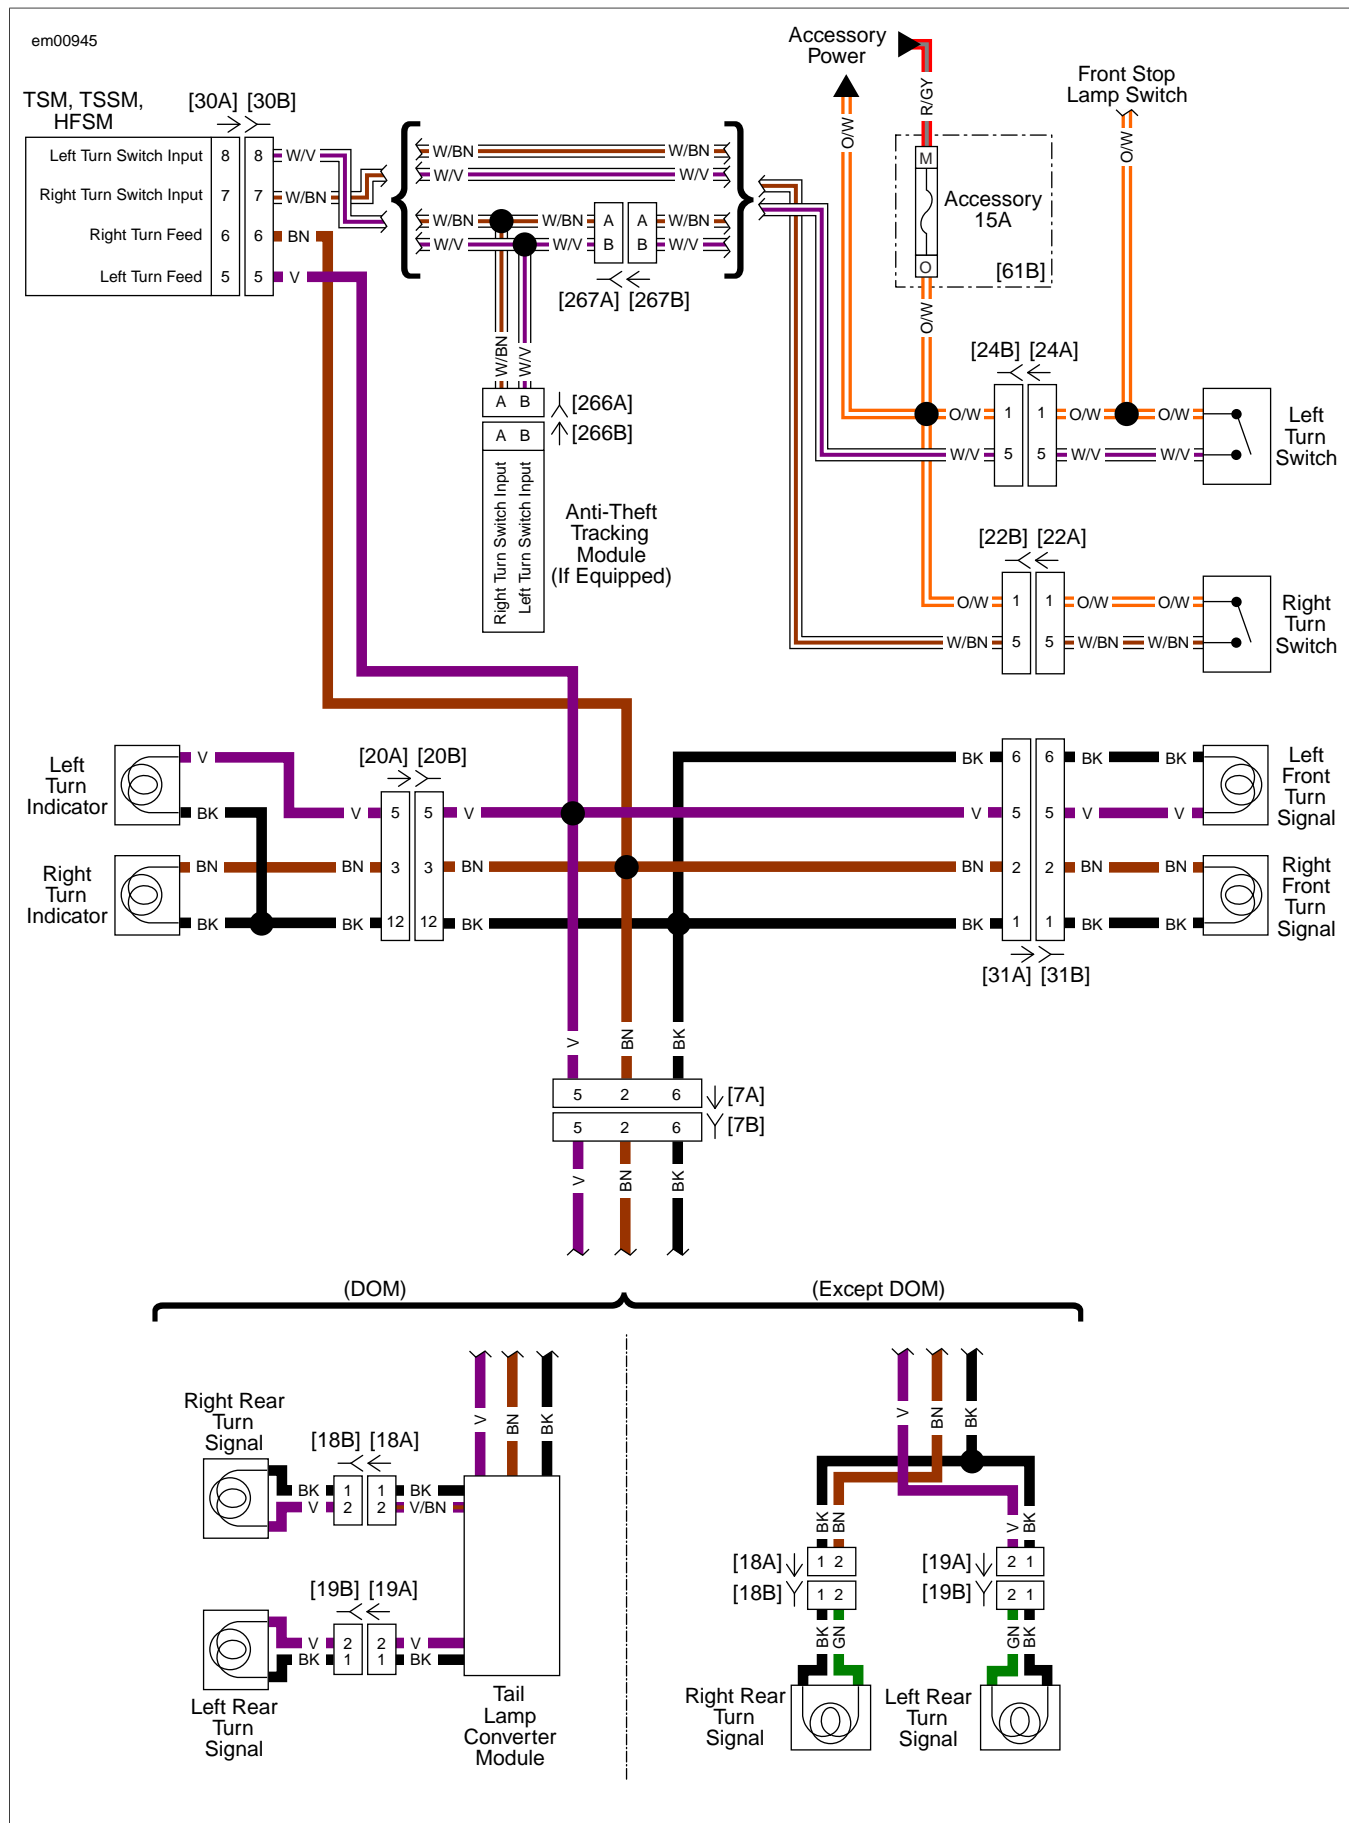 em00945
Accessory
Power
R/GY
O/W
Front Stop
Lamp Switch
O/W
TSM, TSSM,
HFSM
[30A] [30B]
Left Turn Switch Input 8 8 W/V
Right Turn Switch Input 7 7 W/BN
Right Turn Feed 6 6 BN
Left Turn Feed 5 5 V
W/BN W/BN
W/V W/V
W/BN W/BN A A W/BN
W/V W/V B B W/V
[267A] [267B]
W/BN W/V
A B [266A]
A B [266B]
Right Turn Switch Input
Left Turn Switch Input
Anti-Theft
Tracking
Module
(If Equipped)
M
Accessory
15A
O
[61B]
O/W
[24B] [24A]
O/W 1 1 O/W O/W
W/V 5 5 W/V W/V
Left
Turn
Switch
[22B] [22A]
O/W 1 1 O/W O/W
W/BN 5 5 W/BN W/BN
Right
Turn
Switch
Left
Turn
Indicator
V
BK
Right
Turn
Indicator
BN BN
BK BK
[20A] [20B]
V 5 5 V
3 3 BN
12 12 BK
BK 6 6 BK BK
V 5 5 V V
BN 2 2 BN BN
BK 1 1 BK BK
[31A] [31B]
Left
Front
Turn
Signal
Right
Front
Turn
Signal
V BN BK
5 2 6 [7A]
5 2 6 [7B]
V BN BK
(DOM)
(Except DOM)
V BN BK
Right Rear
Turn
Signal
[18B] [18A]
BK 1 1 BK
V 2 2 V/BN
[19B] [19A]
V 2 2 V
BK 1 1 BK
Left Rear
Turn
Signal
Tail
Lamp
Converter
Module
V BN BK
BK BN V BK
[18A] 1 2 [19A] 2 1
[18B] 1 2 [19B] 2 1
BK GN GN BK
Right Rear
Turn
Signal
Left Rear
Turn
Signal